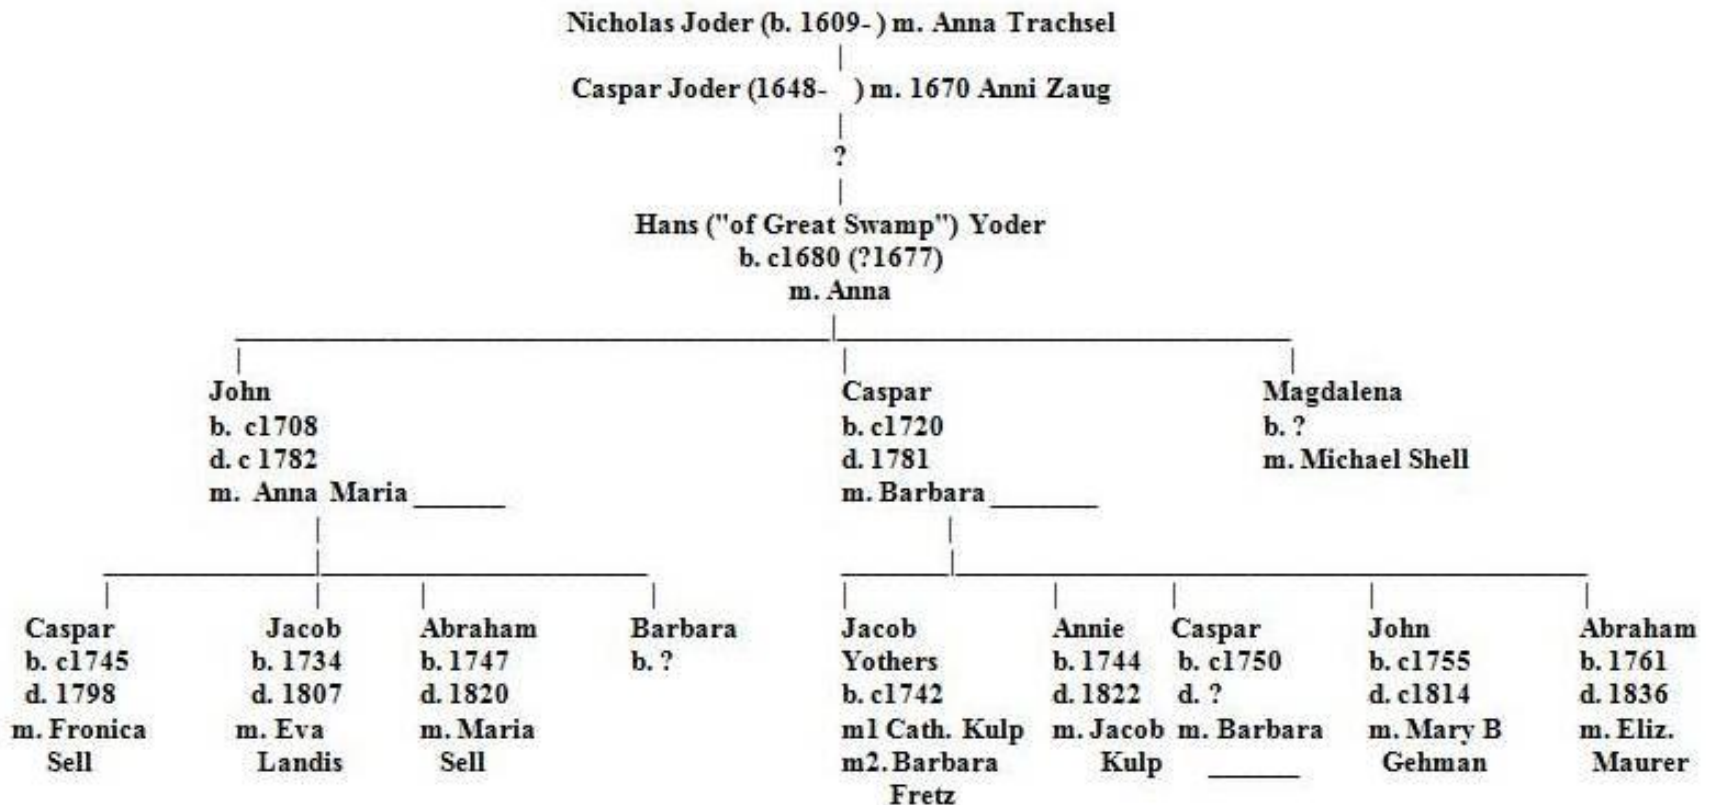 Nicholas Joder (b. 1609- ) m. Anna Trachsel
Caspar Joder (1648- ) m. 1670 Anni Zaug
?
Hans ("of Great Swamp") Yoder
b. c1680 (?1677)
m. Anna
John
b. c1708
d. c 1782
m. Anna Maria ______
Caspar
b. c1720
d. 1781
m. Barbara _______
Magdalena
b. ?
m. Michael Shell
Caspar
b. c1745
d. 1798
m. Fronica
Sell
Jacob
b. 1734
d. 1807
m. Eva
Landis
Abraham
b. 1747
d. 1820
m. Maria
Sell
Barbara
b. ?
Jacob
Yothers
b. c1742
m1 Cath. Kulp
m2. Barbara
Fretz
Annie
b. 1744
d. 1822
m. Jacob
Kulp
Caspar
b. c1750
d. ?
m. Barbara
______
John
b. c1755
d. c1814
m. Mary B
Gehman
Abraham
b. 1761
d. 1836
m. Eliz.
Maurer